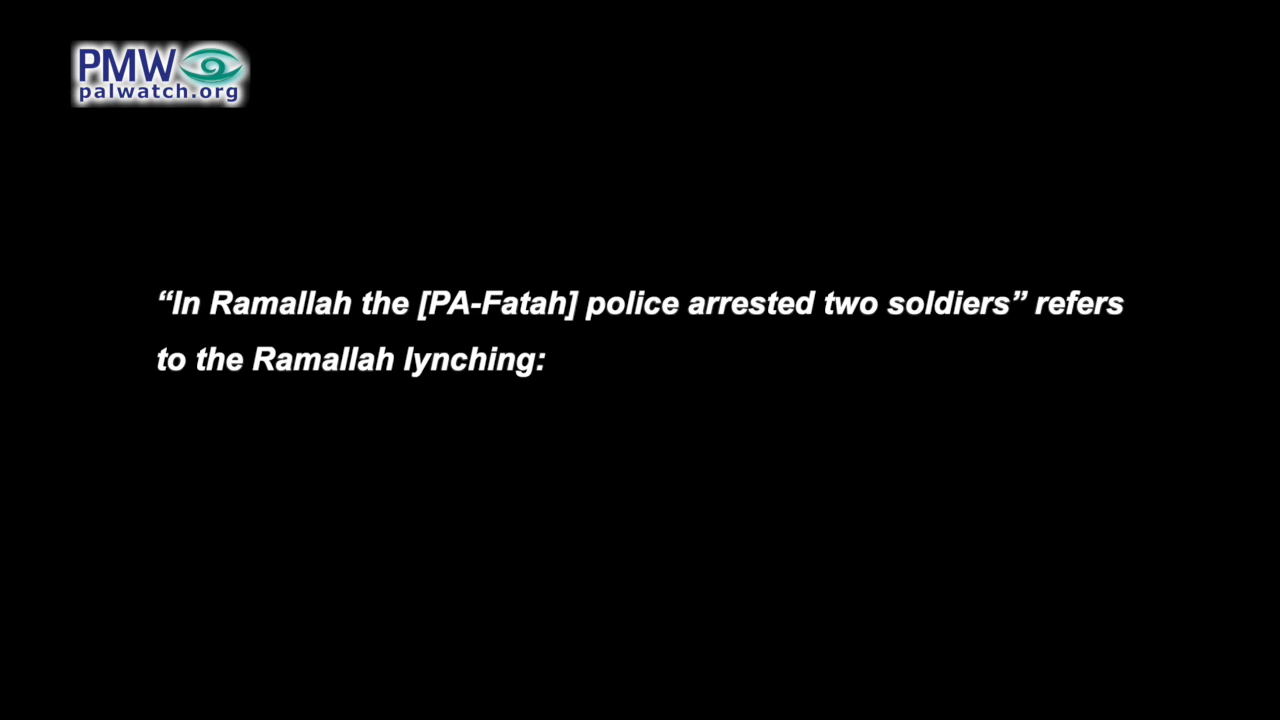 PMW
palwatch.org
“In Ramallah the [PA-Fatah] police arrested two soldiers” refers
to the Ramallah lynching: